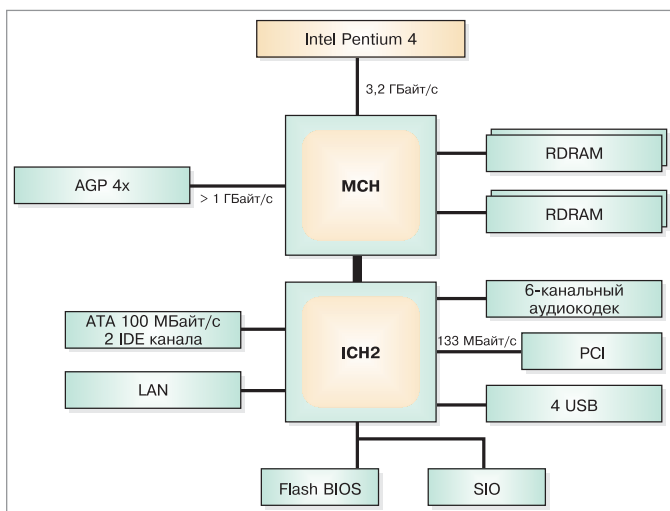 Intel Pentium 4
3,2 ГБайт/с
MCH
RDRAM
AGP 4x
> 1 ГБайт/с
RDRAM
6-канальный
аудиокодек
ATA 100 МБайт/с
2 IDE канала
ICH2
133 МБайт/с
PCI
LAN
4 USB
Flash BIOS
SIO